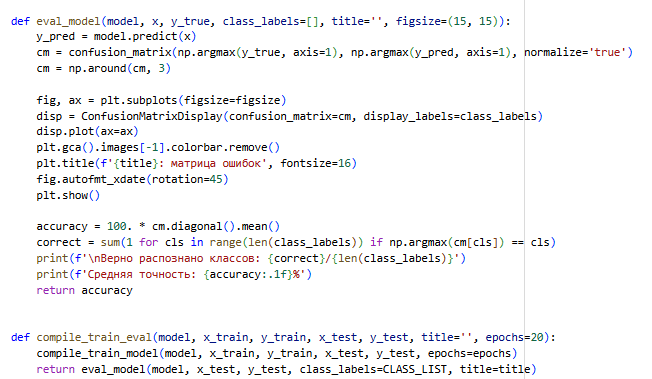 def eval_model(model, x, y_true, class_labels=[], title='', figsize=(15, 15)):
    y_pred = model.predict(x)
    cm = confusion_matrix(np.argmax(y_true, axis=1), np.argmax(y_pred, axis=1), normalize='true')
    cm = np.around(cm, 3)

    fig, ax = plt.subplots(figsize=figsize)
    disp = ConfusionMatrixDisplay(confusion_matrix=cm, display_labels=class_labels)
    disp.plot(ax=ax)
    plt.gca().images[-1].colorbar.remove()
    plt.title(f'{title}: матрица ошибок', fontsize=16)
    fig.autofmt_xdate(rotation=45)
    plt.show()

    accuracy = 100. * cm.diagonal().mean()
    correct = sum(1 for cls in range(len(class_labels)) if np.argmax(cm[cls]) == cls)
    print(f'\nВерно распознано классов: {correct}/{len(class_labels)}')
    print(f'Средняя точность: {accuracy:.1f}%')
    return accuracy

def compile_train_eval(model, x_train, y_train, x_test, y_test, title='', epochs=20):
    compile_train_model(model, x_train, y_train, x_test, y_test, epochs=epochs)
    return eval_model(model, x_test, y_test, class_labels=CLASS_LIST, title=title)